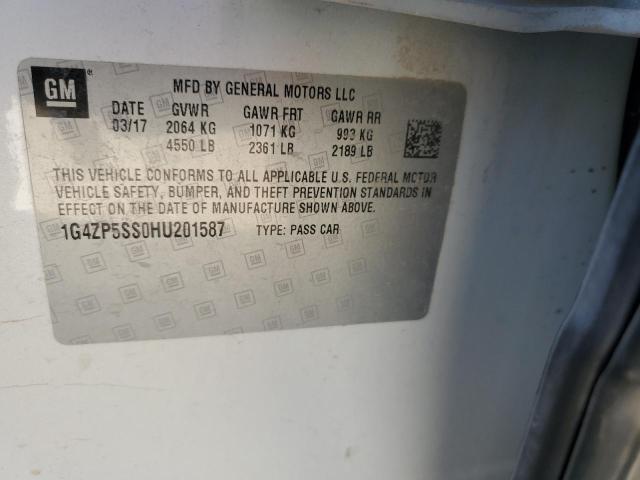 GM
MFD BY GENERAL MOTORS LLC
DATE GVWR GAWR FRT GAWR RR
03/17 2064 KG 1071 KG 993 KG
4550 LB 2361 LB 2189 LB
THIS VEHICLE CONFORMS TO ALL APPLICABLE U.S. FEDERAL MOTOR
VEHICLE SAFETY, BUMPER, AND THEFT PREVENTION STANDARDS IN
EFFECT ON THE DATE OF MANUFACTURE SHOWN ABOVE.
1G4ZP5SS0HU201587 TYPE: PASS CAR